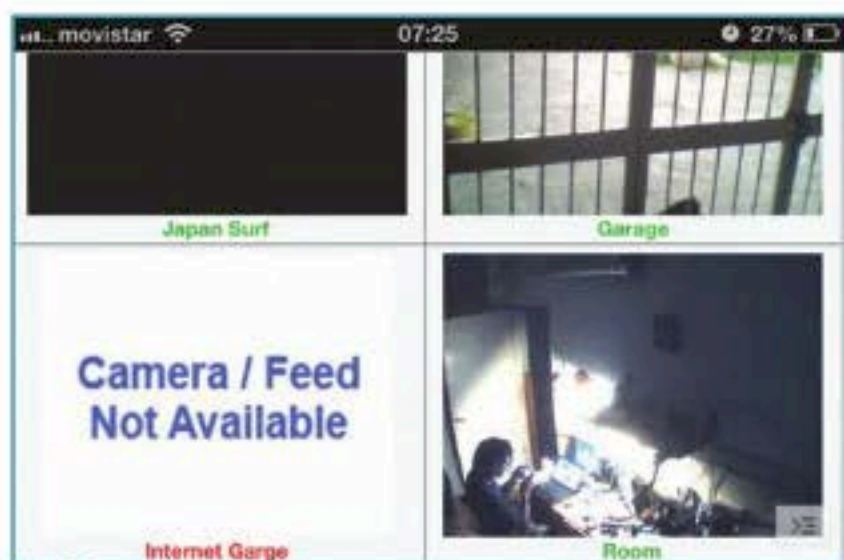 movistar 07:25 27%
Japan Surf Garage
Camera / Feed
Not Available
Internet Garge Room